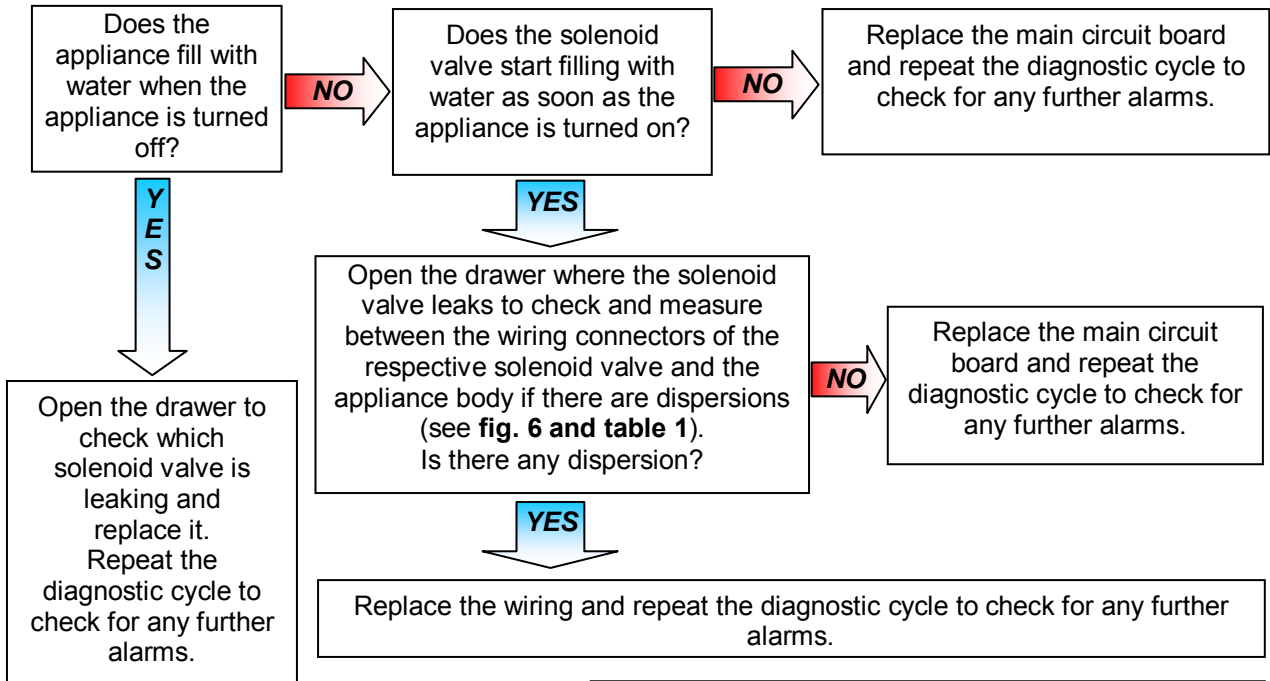 Does the
appliance fill with
water when the
appliance is turned
off?
NO
Does the solenoid
valve start filling with
water as soon as the
appliance is turned on?
NO
Replace the main circuit board
and repeat the diagnostic cycle to
check for any further alarms.
Y
E
S
YES
Open the drawer to
check which
solenoid valve is
leaking and
replace it.
Repeat the
diagnostic cycle to
check for any further
alarms.
Open the drawer where the solenoid
valve leaks to check and measure
between the wiring connectors of the
respective solenoid valve and the
appliance body if there are dispersions
(see fig. 6 and table 1).
Is there any dispersion?
NO
Replace the main circuit
board and repeat the
diagnostic cycle to check for
any further alarms.
YES
Replace the wiring and repeat the diagnostic cycle to check for any further
alarms.